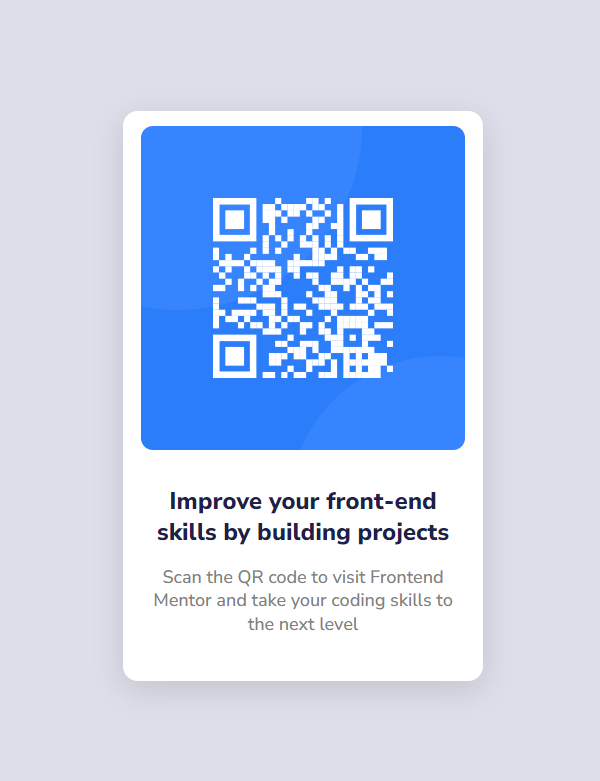 Improve your front-end
skills by building projects
Scan the QR code to visit Frontend
Mentor and take your coding skills to
the next level